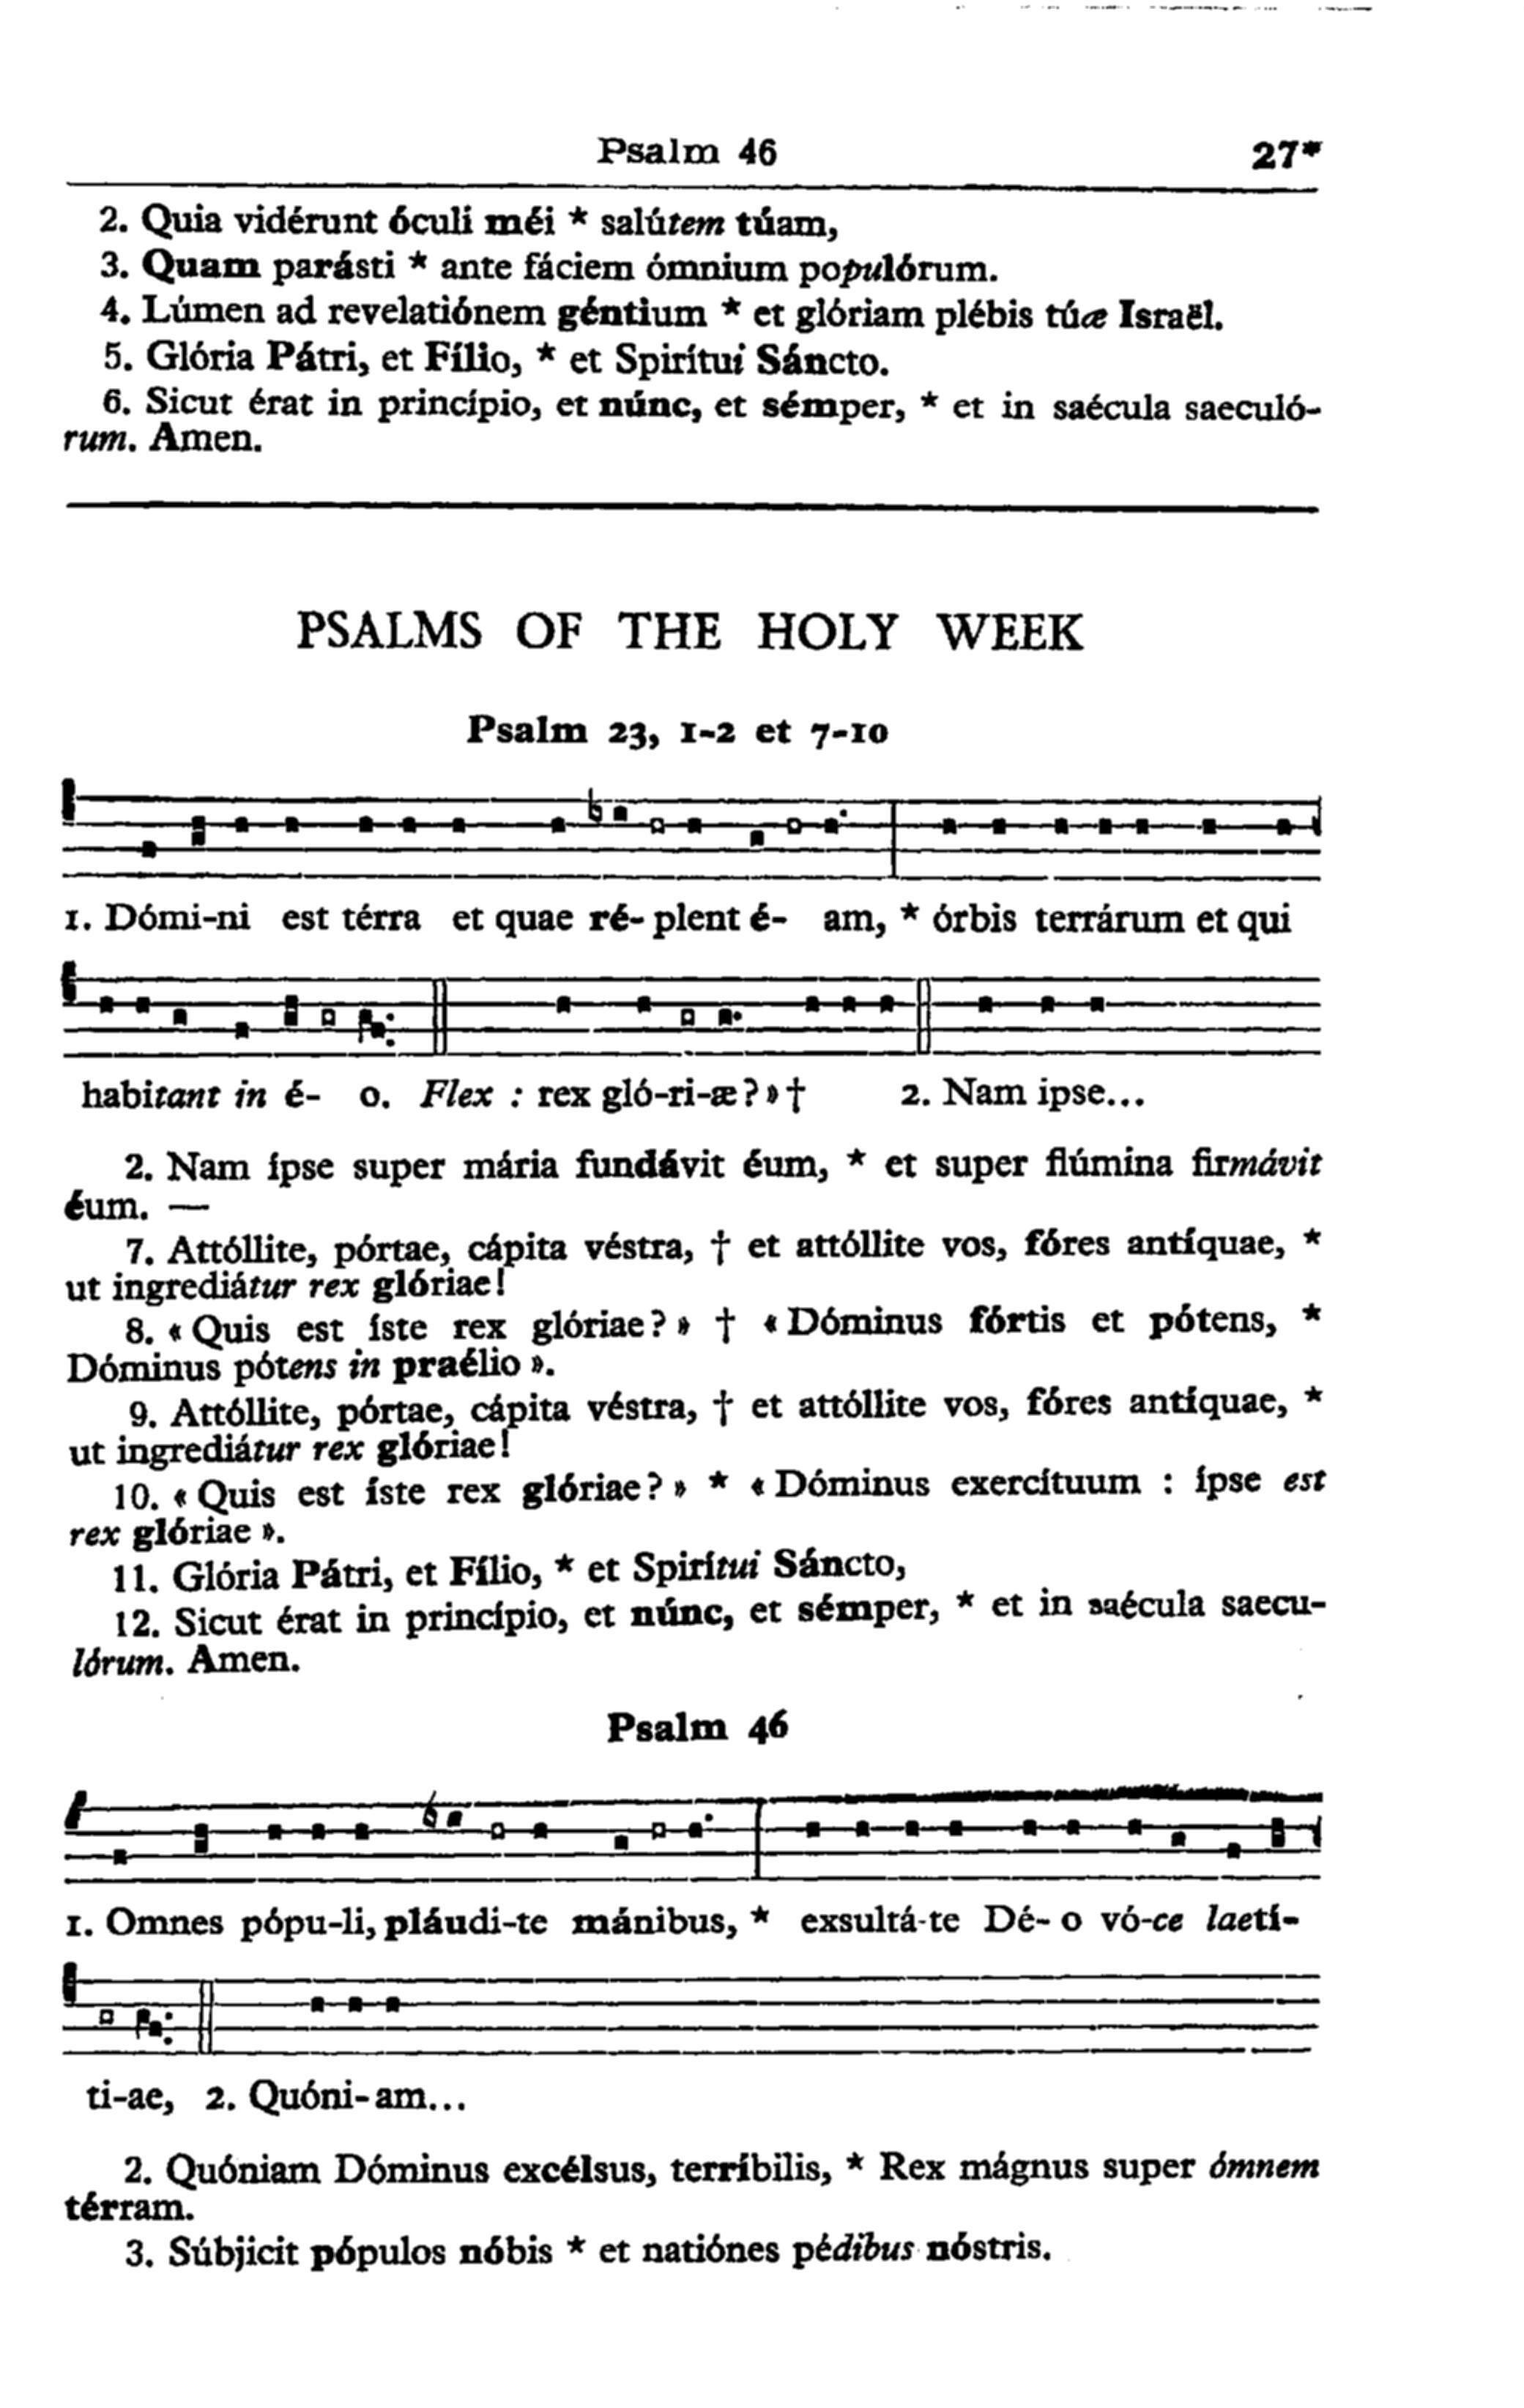 Psalm 46 27*
2. Quia vidérunt óculi méi * salútem túam,
3. Quam parásti * ante fáciem ómnium populórum.
4. Lúmen ad revelatiónem géntium * et glóriam plébis túæ Israël.
5. Glória Pátri, et Fílio, * et Spirítui Sáncto.
6. Sicut érat in princípio, et núnc, et sémper, * et in saécula saeculó-
rum. Amen.
PSALMS OF THE HOLY WEEK
Psalm 23, 1-2 et 7-10
1. Dómi-ni est térra et quae ré- plent é- am, * órbis terrárum et qui
habitant in é- o. Flex : rex gló-ri-æ? » † 2. Nam ipse...
2. Nam ípse super mária fundávit éum, * et super flúmina firmávit
éum. —
7. Attóllite, pórtae, cápita véstra, † et attóllite vos, fóres antíquae, *
ut ingrediátur rex glóriae!
8. « Quis est íste rex glóriae? » † « Dóminus fórtis et pótens, *
Dóminus pótens in praélio ».
9. Attóllite, pórtae, cápita véstra, † et attóllite vos, fóres antíquae, *
ut ingrediátur rex glóriae!
10. « Quis est íste rex glóriae? » * « Dóminus exercítuum : ípse est
rex glóriae ».
11. Glória Pátri, et Fílio, * et Spirítui Sáncto,
12. Sicut érat in princípio, et núnc, et sémper, * et in saécula saecu-
lórum. Amen.
Psalm 46
1. Omnes pópu-li, pláudi-te mánibus, * exsultá-te Dé- o vó-ce laetí-
ti-ae, 2. Quóni- am...
2. Quóniam Dóminus excélsus, terríbilis, * Rex mágnus super ómnem
térram.
3. Súbjicit pópulos nóbis * et natiónes pédibus nóstris.